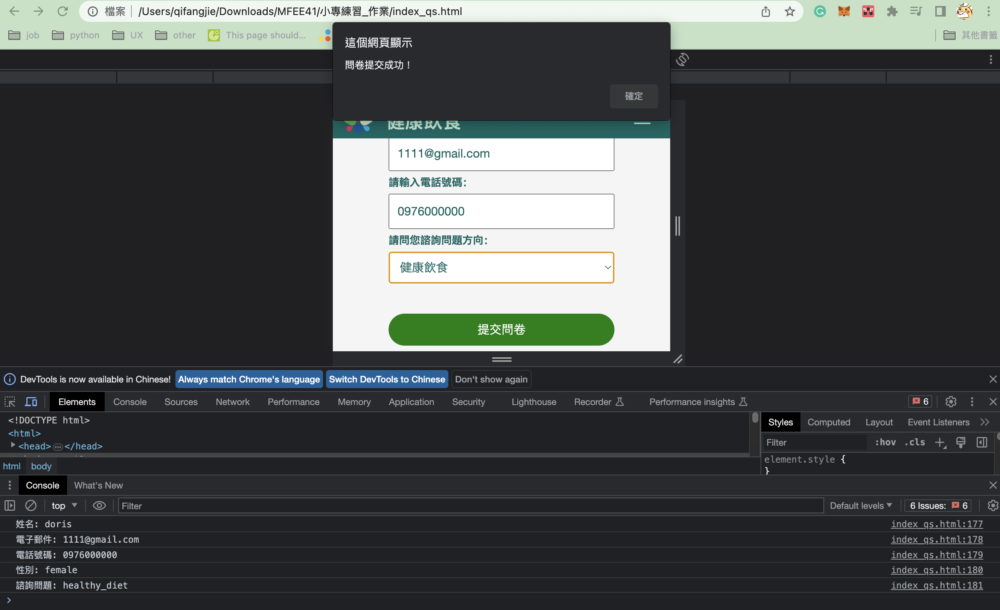 檔案 /Users/qifangjie/Downloads/MFEE41/小專練習_作業/index_qs.html
job python UX other This page should... 其他書籤
這個網頁顯示
問卷提交成功！
確定
健康飲食
1111@gmail.com
請輸入電話號碼:
0976000000
請問您諮詢問題方向:
健康飲食
提交問卷
DevTools is now available in Chinese! Always match Chrome's language Switch DevTools to Chinese Don't show again
Elements Console Sources Network Performance Memory Application Security Lighthouse Recorder Performance insights 6
<!DOCTYPE html>
<html>
<head>…</head>
html body
Styles Computed Layout Event Listeners
Filter :hov .cls
element.style {
}
Console What's New
top Filter Default levels 6 Issues: 6
姓名: doris index_qs.html:177
電子郵件: 1111@gmail.com index_qs.html:178
電話號碼: 0976000000 index_qs.html:179
性別: female index_qs.html:180
諮詢問題: healthy_diet index_qs.html:181